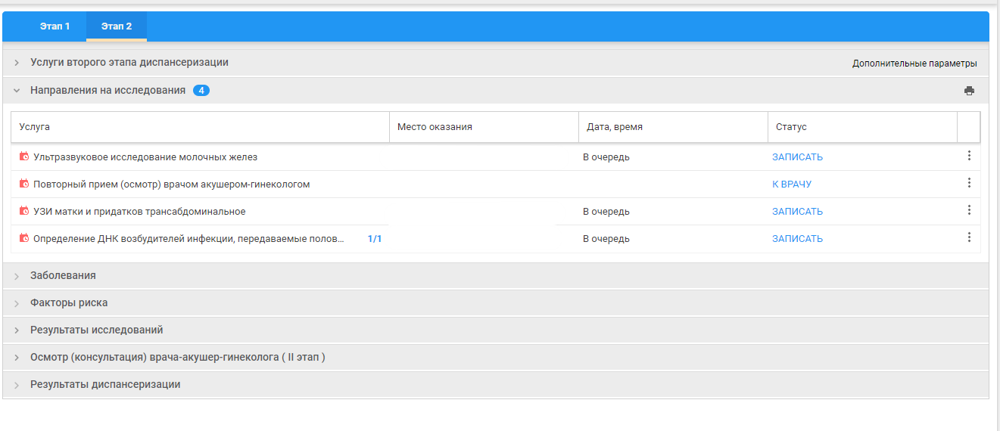 Этап 1 Этап 2
Услуги второго этапа диспансеризации Дополнительные параметры
Направления на исследования 4
Услуга Место оказания Дата, время Статус
Ультразвуковое исследование молочных желез В очередь ЗАПИСАТЬ
Повторный прием (осмотр) врачом акушером-гинекологом К ВРАЧУ
УЗИ матки и придатков трансабдоминальное В очередь ЗАПИСАТЬ
Определение ДНК возбудителей инфекции, передаваемые полов... 1/1 В очередь ЗАПИСАТЬ
Заболевания
Факторы риска
Результаты исследований
Осмотр (консультация) врача-акушер-гинеколога ( II этап )
Результаты диспансеризации